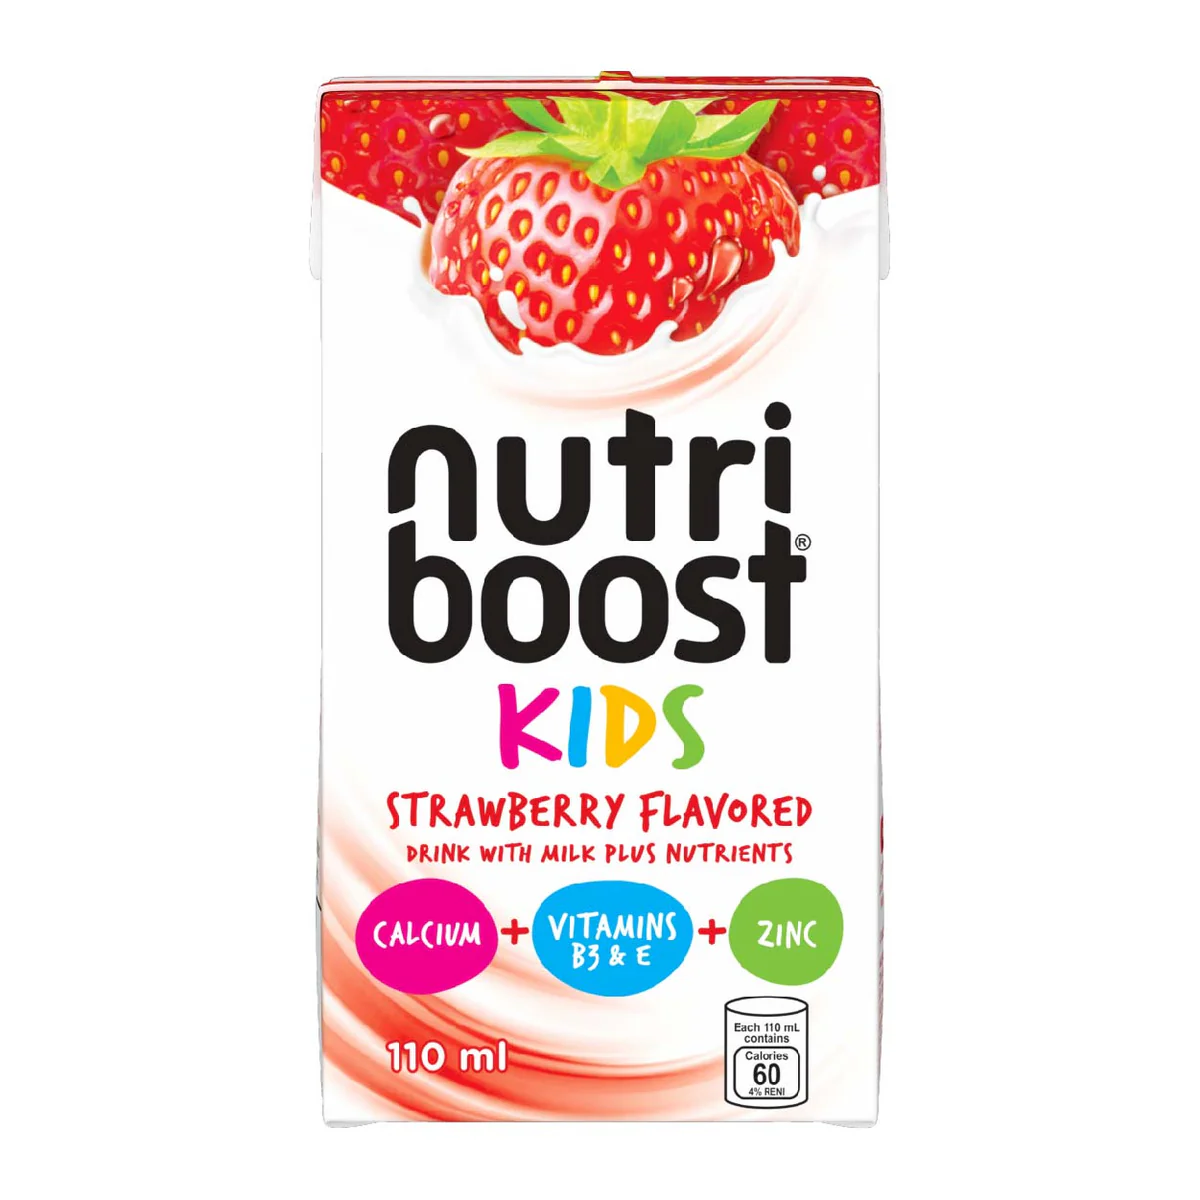 nutri
boost®
KIDS
STRAWBERRY FLAVORED
DRINK WITH MILK PLUS NUTRIENTS
CALCIUM + VITAMINS B3 & E + ZINC
Each 110 mL
contains
Calories
60
4% RENI
110 ml